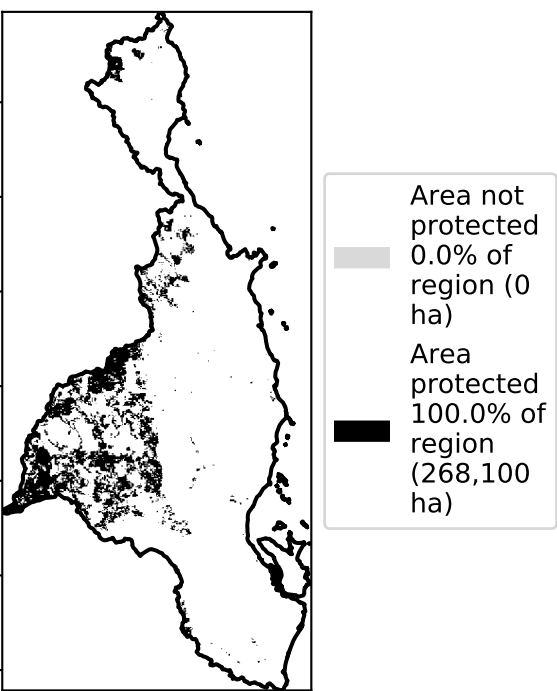 Area not
protected
0.0% of
region (0
ha)
Area
protected
100.0% of
region
(268,100
ha)